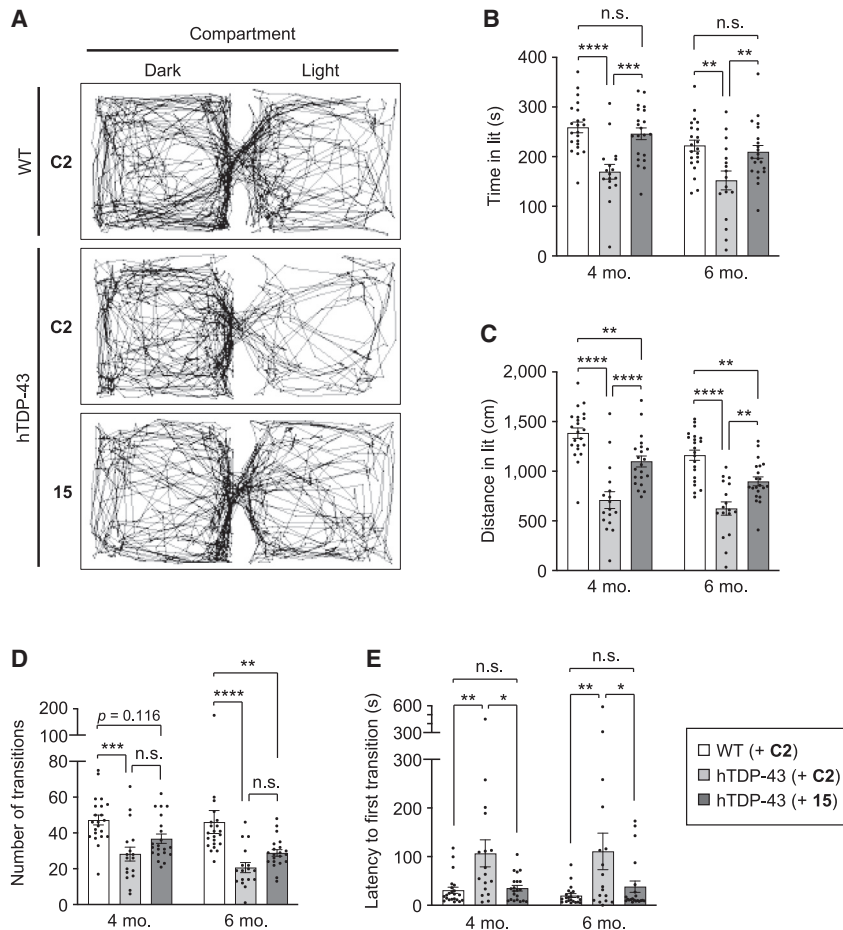 A
Compartment
Dark Light
WT
C2
hTDP-43
C2
15
B
n.s.
n.s.
****
***
**
**
Time in lit (s)
400
300
200
100
0
4 mo.
6 mo.
C
**
****
****
**
****
**
Distance in lit (cm)
2,000
1,500
1,000
500
0
4 mo.
6 mo.
D
**
****
p = 0.116
***
n.s.
n.s.
Number of transitions
200
100
80
60
40
20
0
4 mo.
6 mo.
E
n.s.
n.s.
**
*
**
*
Latency to first transition (s)
600
300
300
200
100
0
4 mo.
6 mo.
WT (+ C2)
hTDP-43 (+ C2)
hTDP-43 (+ 15)